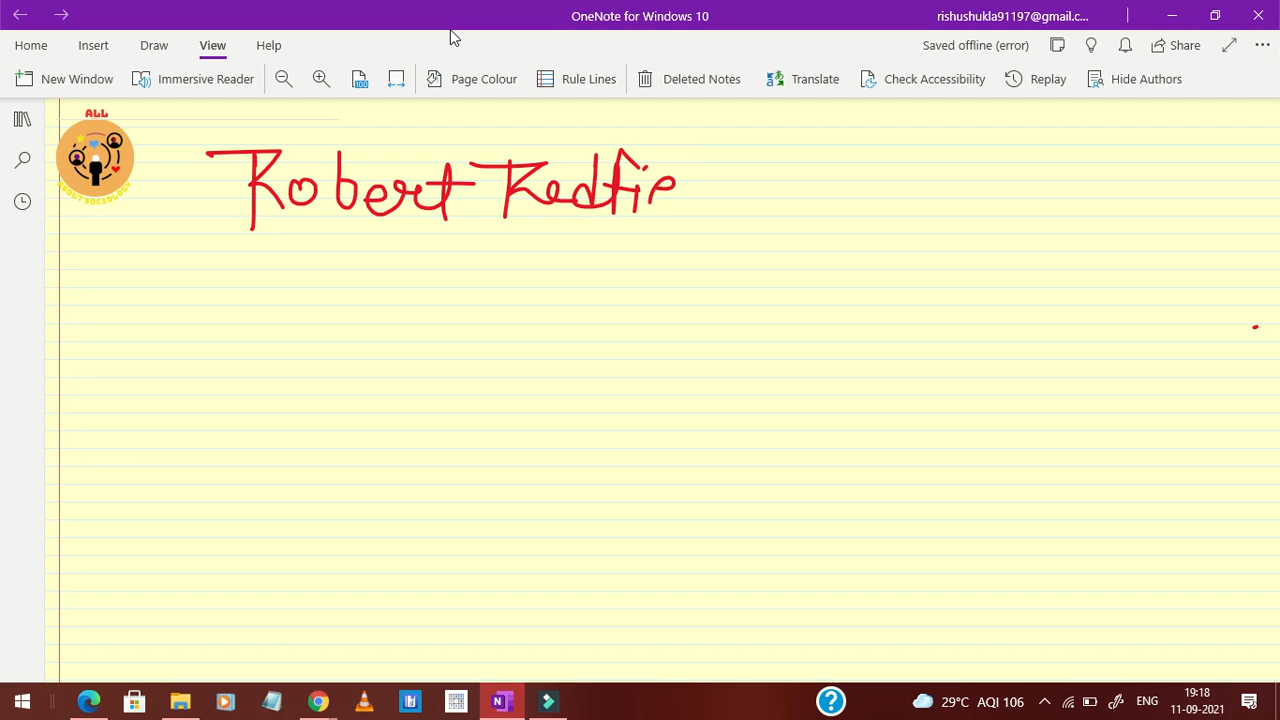 OneNote for Windows 10
rishushukla91197@gmail.c...
Home Insert Draw View Help
Saved offline (error)
Share
New Window
Immersive Reader
Page Colour
Rule Lines
Deleted Notes
Translate
Check Accessibility
Replay
Hide Authors
ALL
ABOUT SOCIOLOGY
Robert Redfie
29°C AQI 106
ENG
19:18
11-09-2021